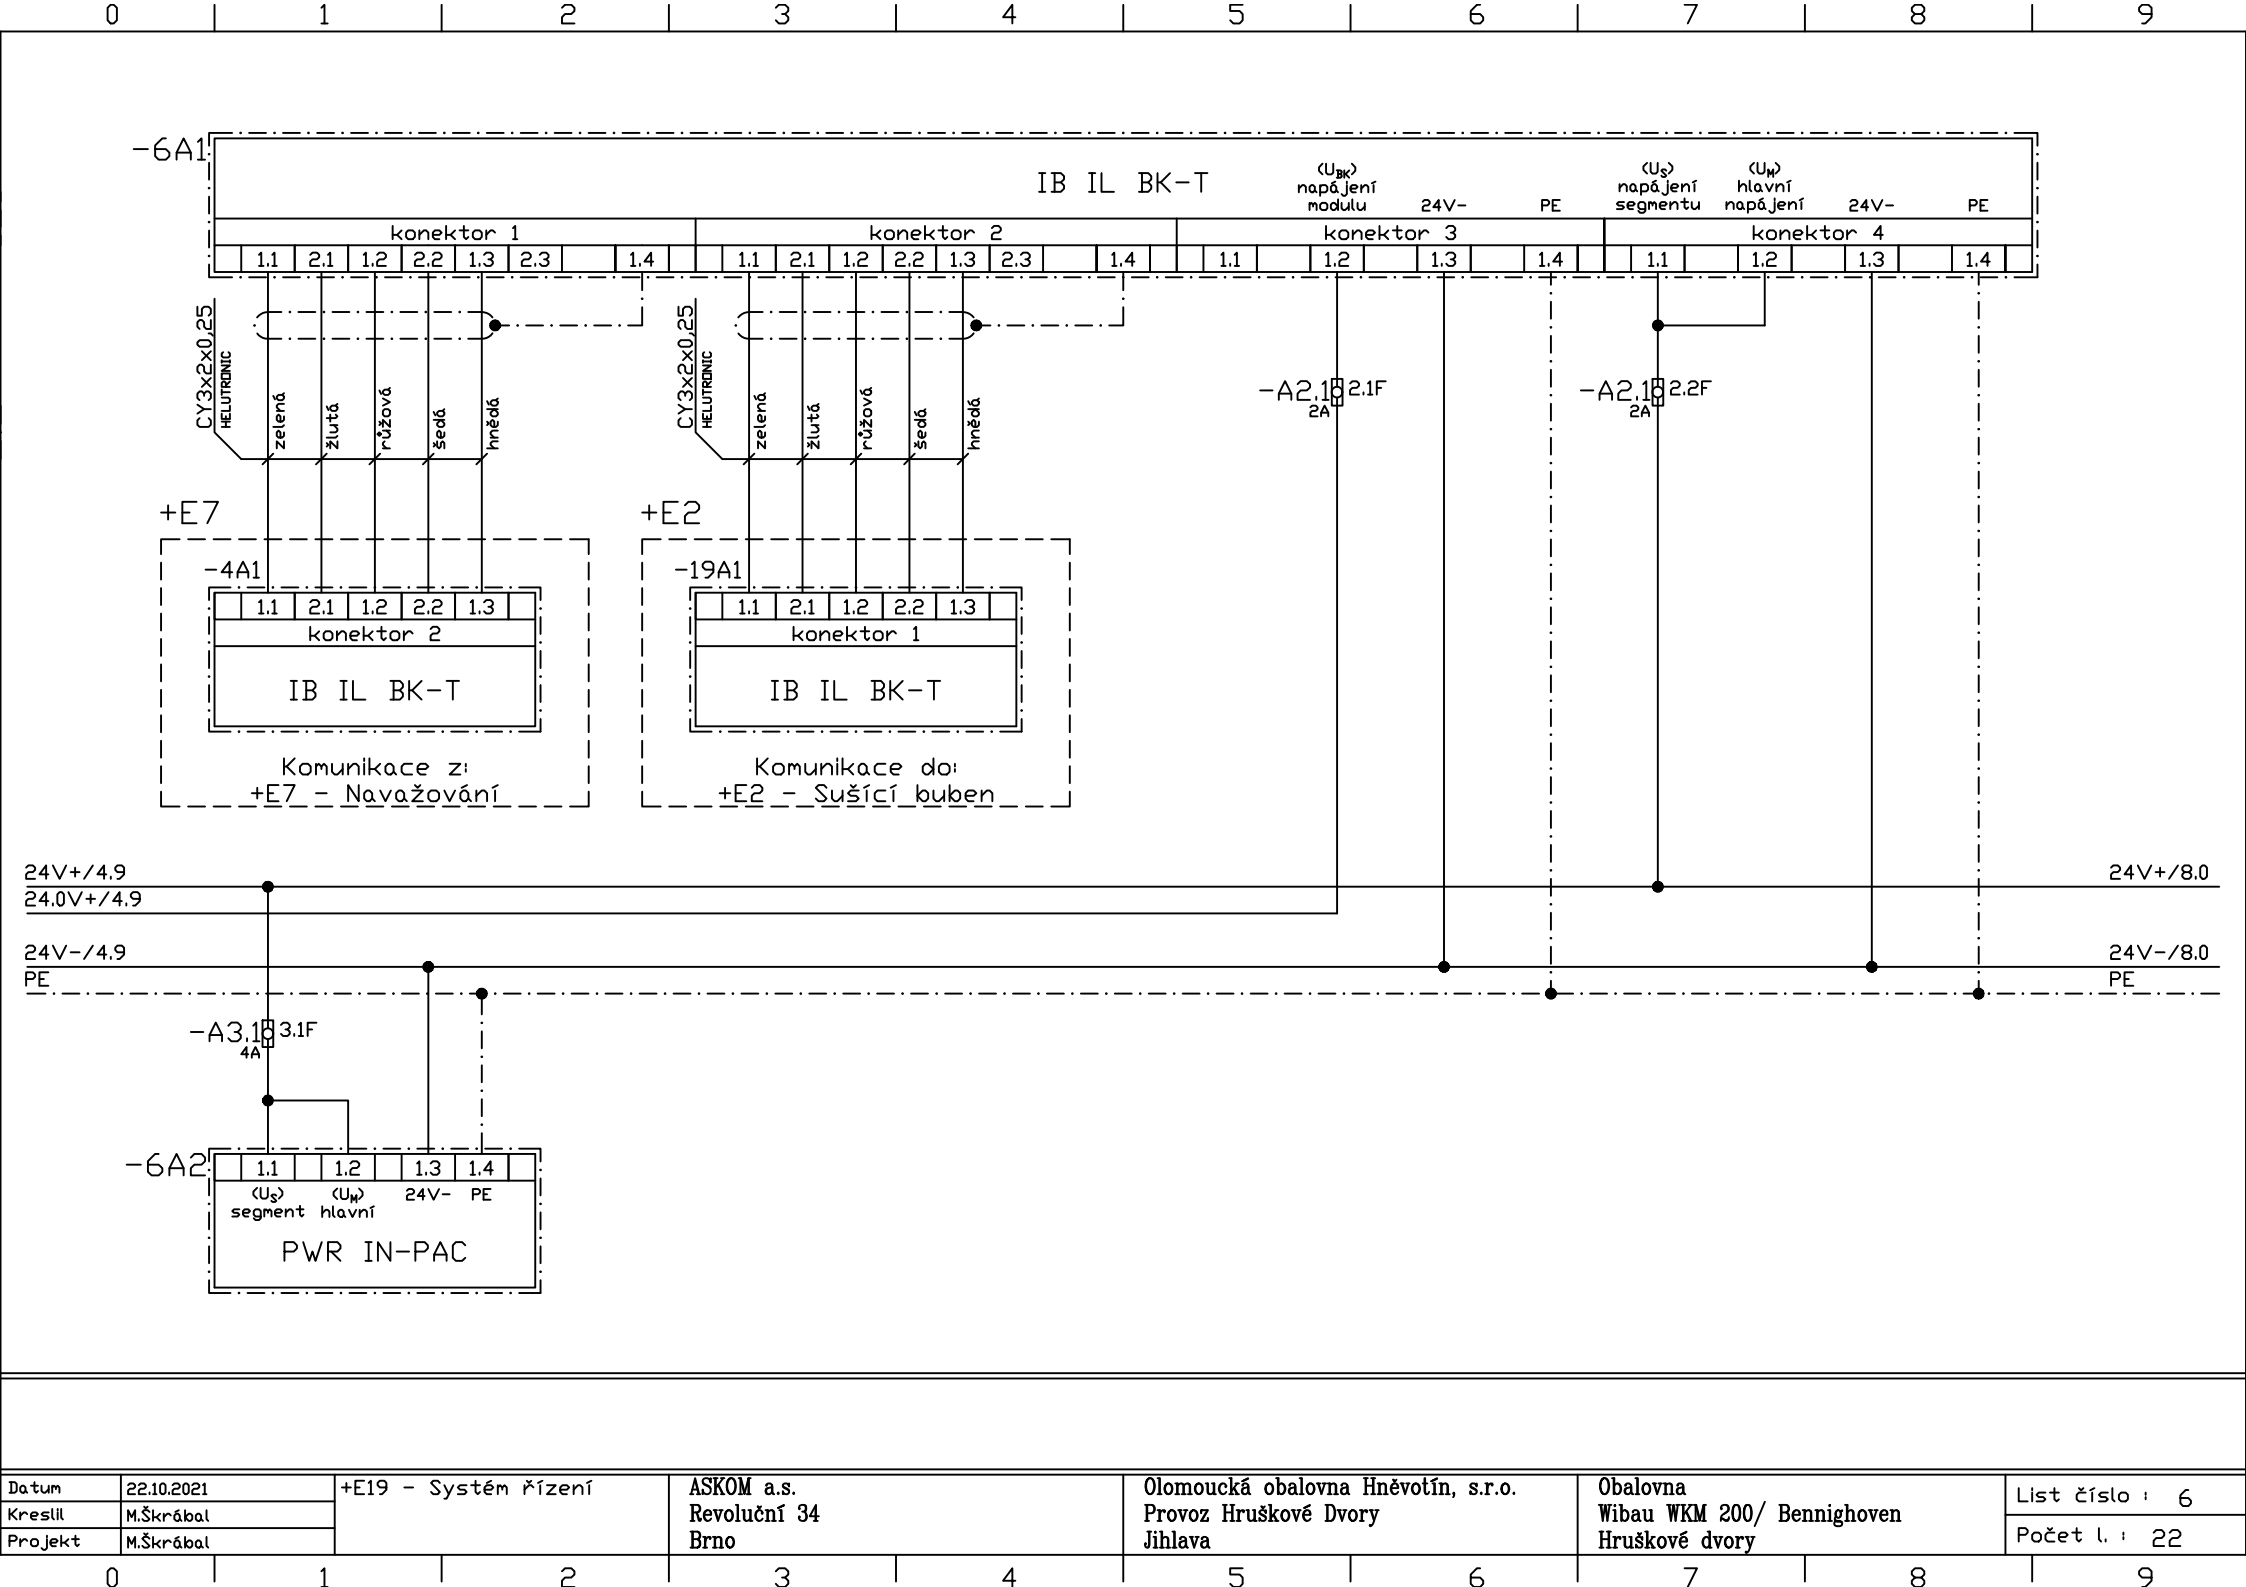 0 1 2 3 4 5 6 7 8 9
-6A1
IB IL BK-T
(UBK)
napájení
modulu
24V-
PE
(US)
napájení
segmentu
(UM)
hlavní
napájení
24V-
PE
konektor 1
konektor 2
konektor 3
konektor 4
1.1 2.1 1.2 2.2 1.3 2.3 1.4
1.1 2.1 1.2 2.2 1.3 2.3 1.4
1.1 1.2 1.3 1.4
1.1 1.2 1.3 1.4
CY3x2x0,25
HELUTRONIC
zelená
žlutá
růžová
šedá
hnědá
CY3x2x0,25
HELUTRONIC
zelená
žlutá
růžová
šedá
hnědá
-A2.1 2.1F
2A
-A2.1 2.2F
2A
+E7
-4A1
1.1 2.1 1.2 2.2 1.3
konektor 2
IB IL BK-T
Komunikace z:
+E7 - Navažování
+E2
-19A1
1.1 2.1 1.2 2.2 1.3
konektor 1
IB IL BK-T
Komunikace do:
+E2 - Sušící buben
24V+/4.9 24V+/8.0
24.0V+/4.9
24V-/4.9 24V-/8.0
PE PE
-A3.1 3.1F
4A
-6A2
1.1 1.2 1.3 1.4
(US) (UM) 24V- PE
segment hlavní
PWR IN-PAC
Datum 22.10.2021
Kreslil M.Škrábal
Projekt M.Škrábal
+E19 - Systém řízení
ASKOM a.s.
Revoluční 34
Brno
Olomoucká obalovna Hněvotín, s.r.o.
Provoz Hruškové Dvory
Jihlava
Obalovna
Wibau WKM 200/ Bennighoven
Hruškové dvory
List číslo : 6
Počet l. : 22
0 1 2 3 4 5 6 7 8 9